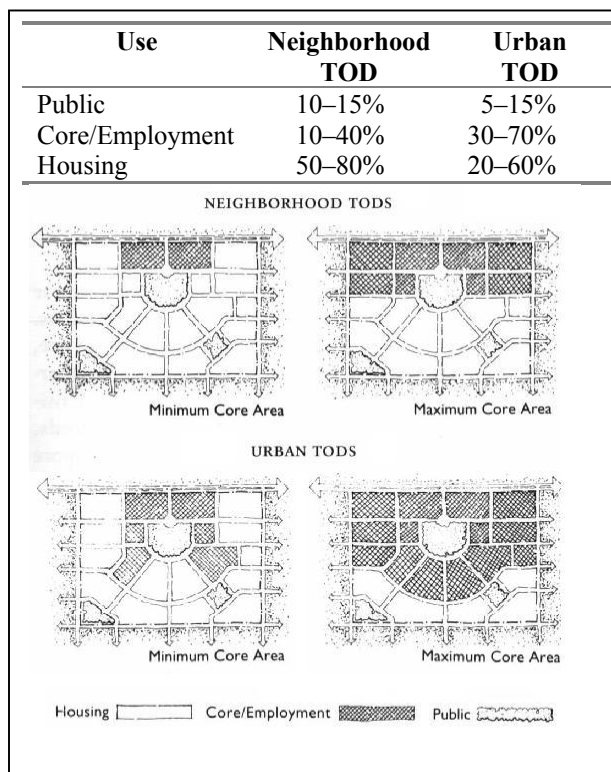 Use Neighborhood TOD Urban TOD
Public 10–15% 5–15%
Core/Employment 10–40% 30–70%
Housing 50–80% 20–60%
NEIGHBORHOOD TODS
Minimum Core Area Maximum Core Area
URBAN TODS
Minimum Core Area Maximum Core Area
Housing Core/Employment Public